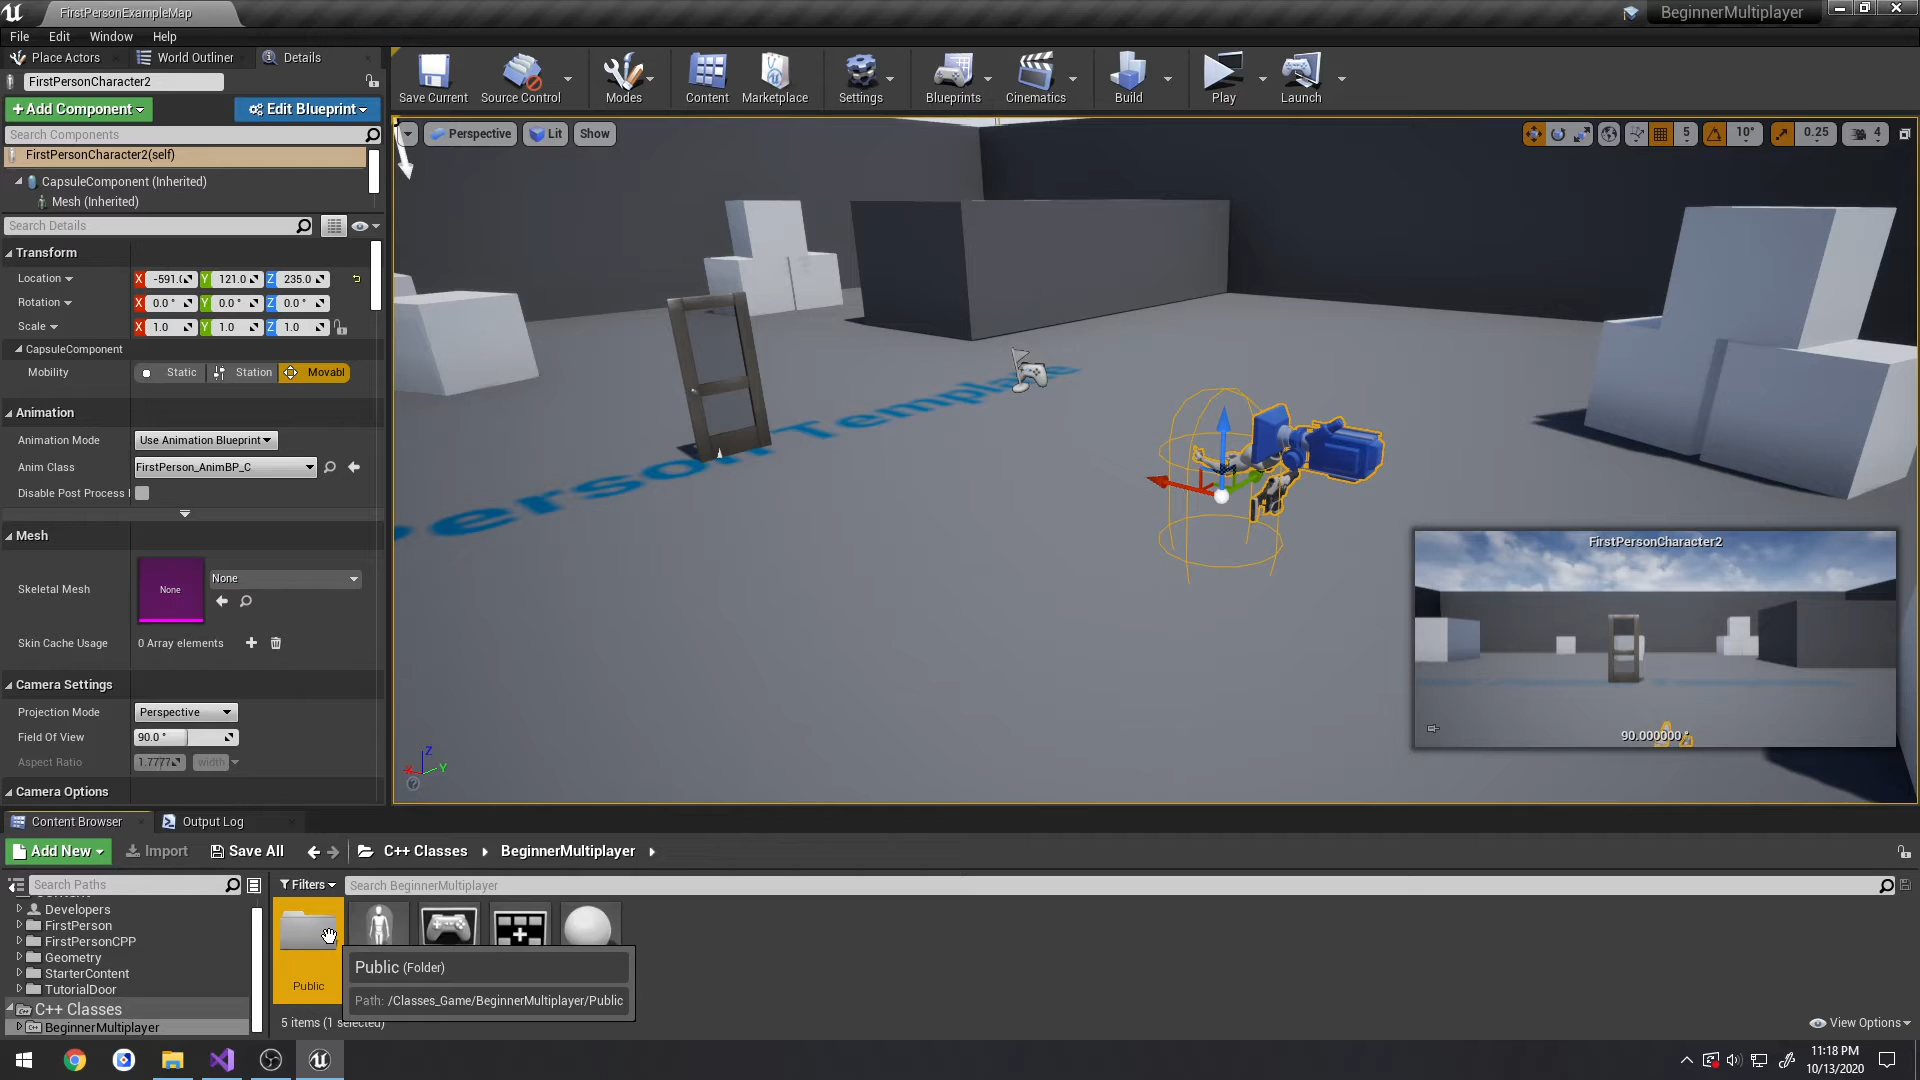 FirstPersonExampleMap
BeginnerMultiplayer
File Edit Window Help
Place Actors World Outliner Details
FirstPersonCharacter2
+Add Component Edit Blueprint
Search Components
FirstPersonCharacter2(self)
CapsuleComponent (Inherited)
Mesh (Inherited)
Search Details
Transform
Location X -591.( Y 121.0 Z 235.0
Rotation X 0.0 ° Y 0.0 ° Z 0.0 °
Scale X 1.0 Y 1.0 Z 1.0
CapsuleComponent
Mobility Static Station Movabl
Animation
Animation Mode Use Animation Blueprint
Anim Class FirstPerson_AnimBP_C
Disable Post Process
Mesh
Skeletal Mesh None None
Skin Cache Usage 0 Array elements
Camera Settings
Projection Mode Perspective
Field Of View 90.0 °
Aspect Ratio 1.7777 width
Camera Options
Save Current Source Control Modes Content Marketplace Settings Blueprints Cinematics Build Play Launch
Perspective Lit Show 5 10° 0.25 4
erson Template
FirstPersonCharacter2
90.000000 °
Z
X Y
Content Browser Output Log
Add New Import Save All C++ Classes BeginnerMultiplayer
Search Paths Filters Search BeginnerMultiplayer
Developers
FirstPerson
FirstPersonCPP
Geometry
StarterContent
TutorialDoor
C++ Classes
BeginnerMultiplayer
Public
Public (Folder)
Path: /Classes_Game/BeginnerMultiplayer/Public
5 items (1 selected)
View Options
11:18 PM
10/13/2020